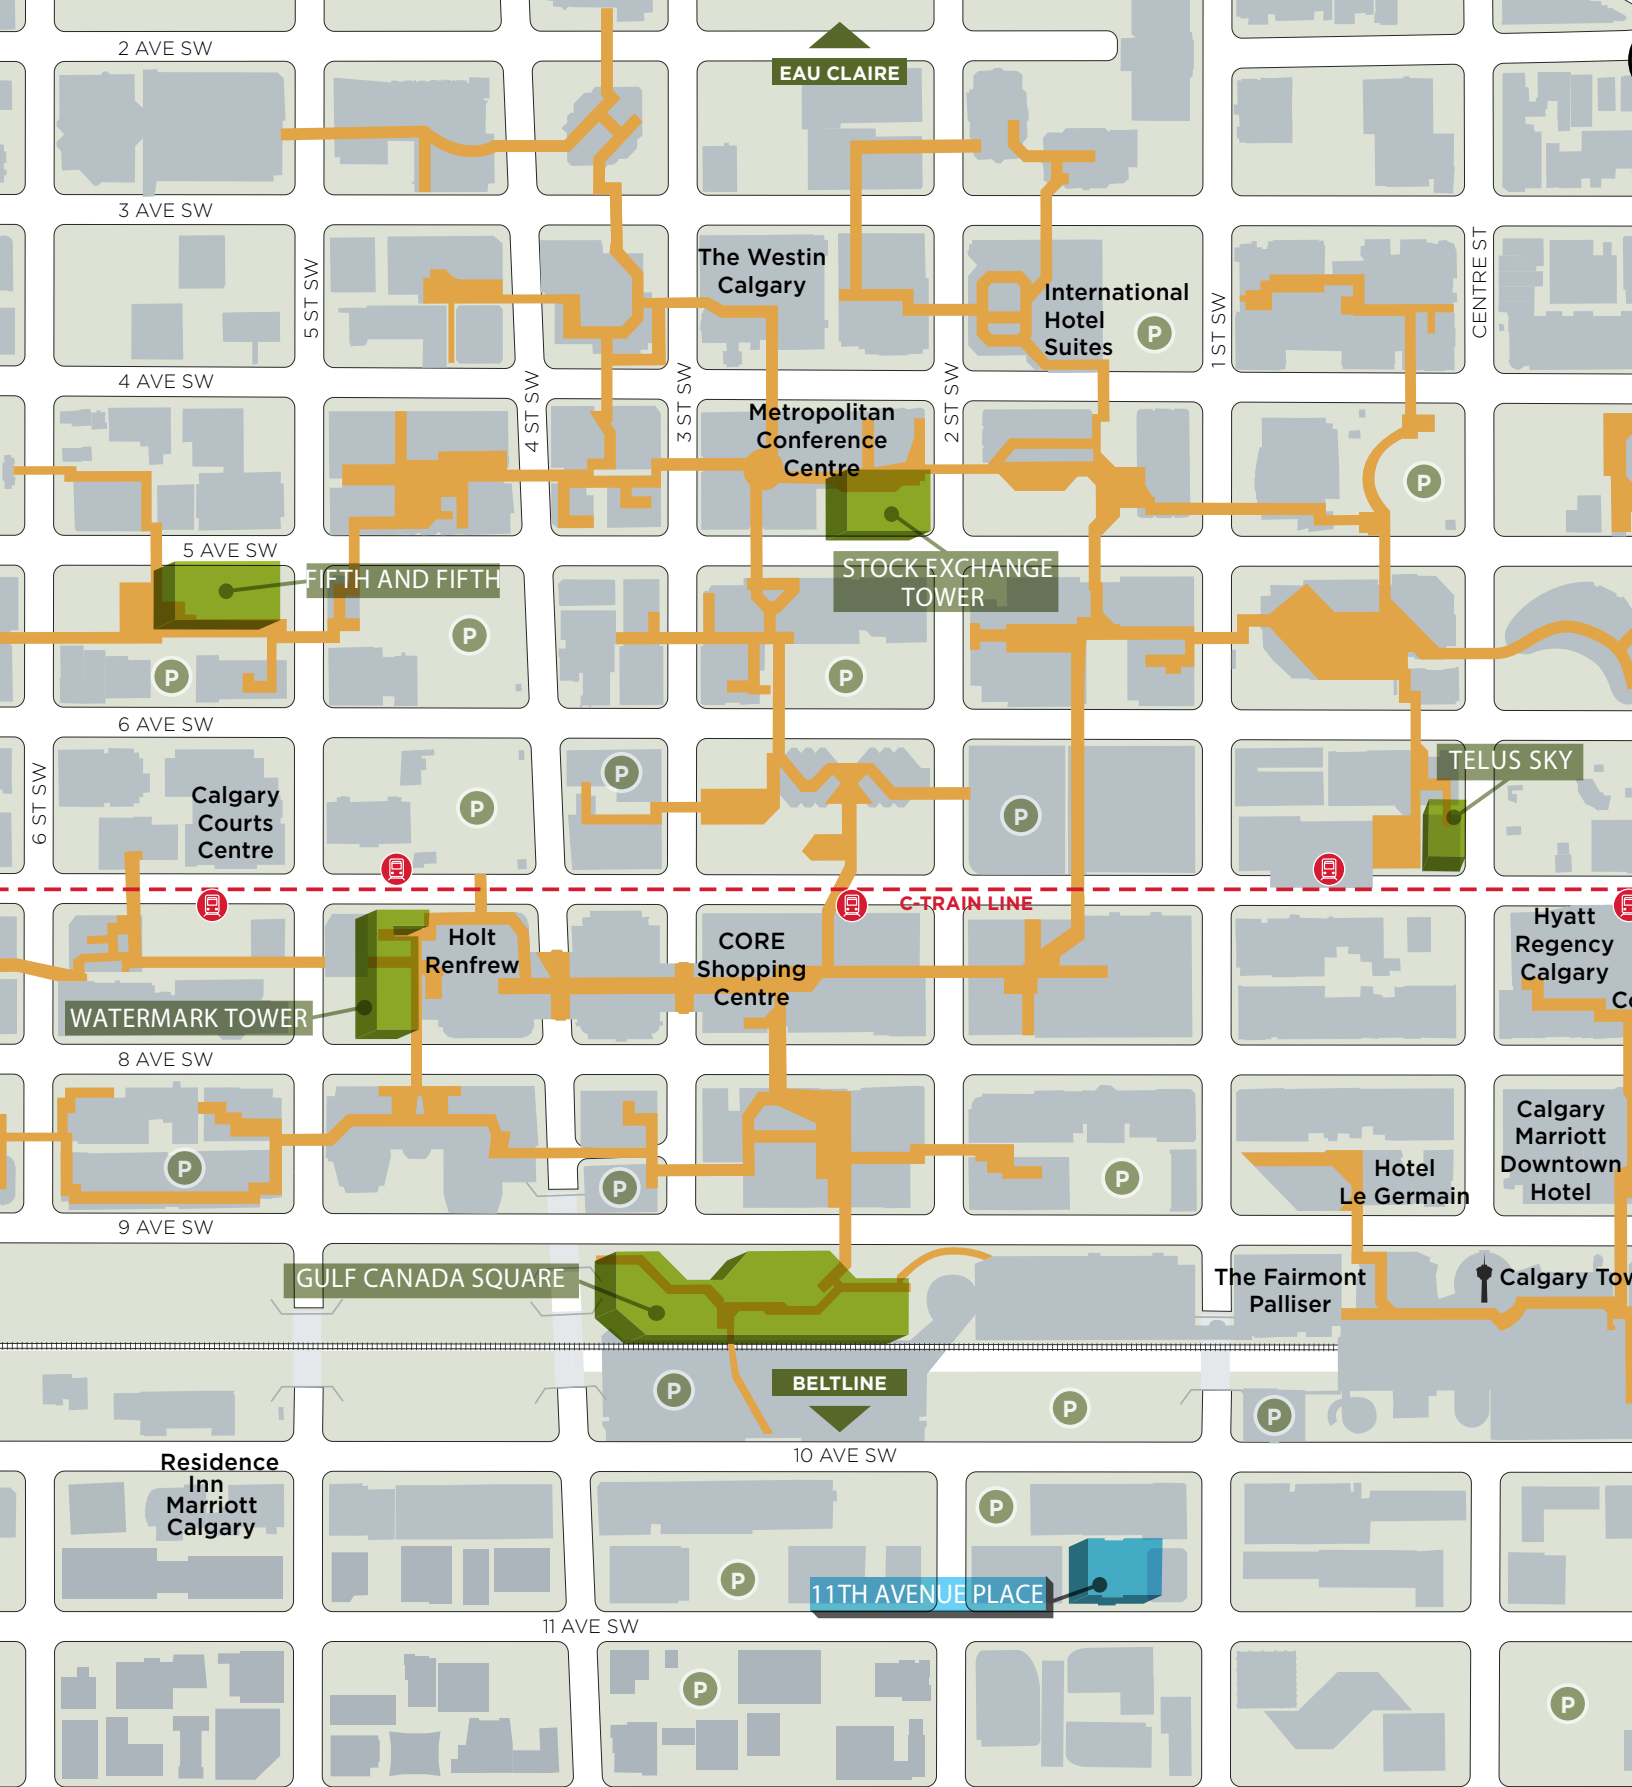 2 AVE SW
EAU CLAIRE
3 AVE SW
5 ST SW
The Westin
Calgary
International
Hotel
Suites
P
1 ST SW
CENTRE ST
4 AVE SW
4 ST SW
3 ST SW
2 ST SW
Metropolitan
Conference
Centre
P
5 AVE SW
FIFTH AND FIFTH
STOCK EXCHANGE
TOWER
P
P
P
6 AVE SW
6 ST SW
Calgary
Courts
Centre
P
P
P
TELUS SKY
C-TRAIN LINE
Holt
Renfrew
CORE
Shopping
Centre
Hyatt
Regency
Calgary
Co
WATERMARK TOWER
8 AVE SW
P
P
P
Hotel
Le Germain
Calgary
Marriott
Downtown
Hotel
9 AVE SW
GULF CANADA SQUARE
The Fairmont
Palliser
Calgary Tow
P
BELTLINE
P
P
10 AVE SW
Residence
Inn
Marriott
Calgary
P
P
11TH AVENUE PLACE
11 AVE SW
P
P